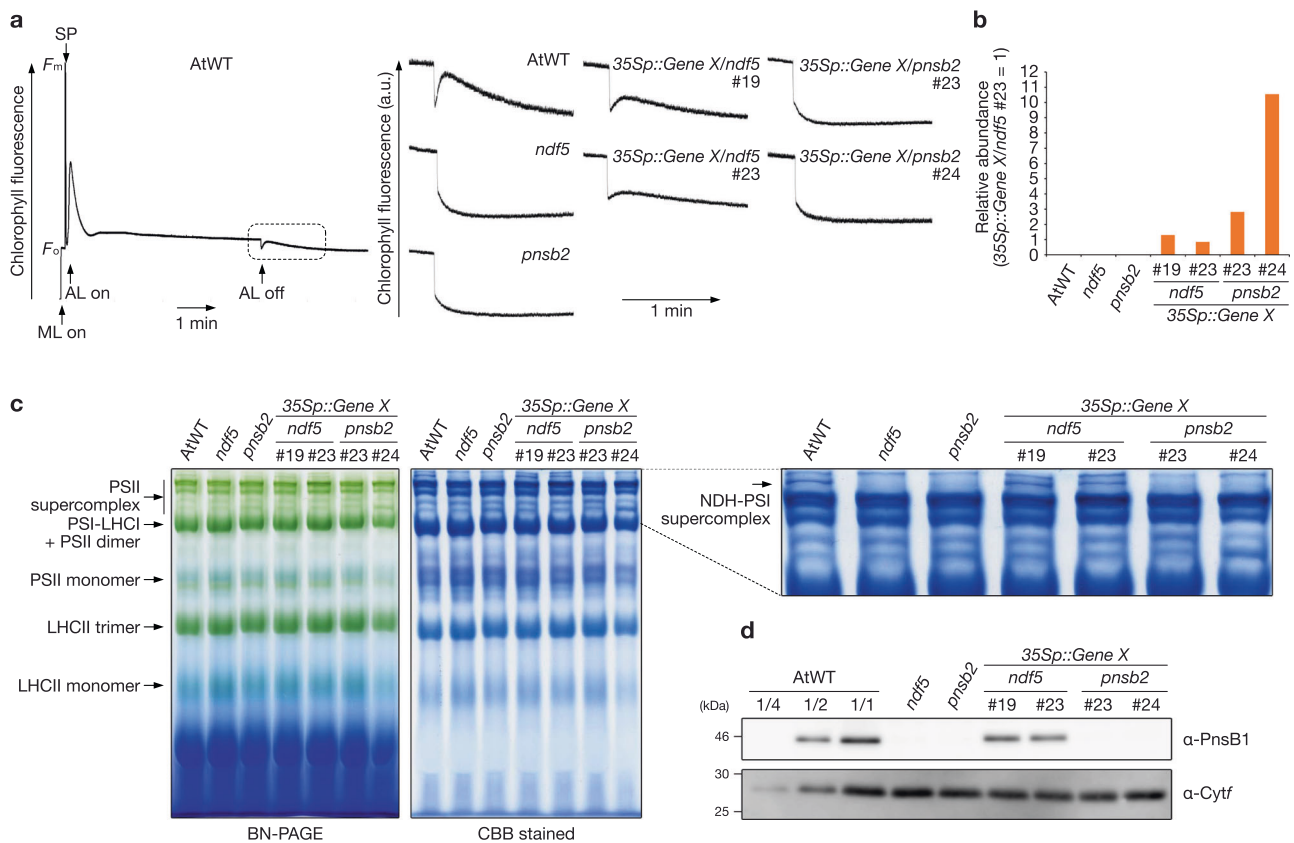 a
SP
Fm
AtWT
Chlorophyll fluorescence
Fo
AL on
AL off
ML on
1 min
Chlorophyll fluorescence (a.u.)
AtWT
ndf5
pnsb2
35Sp::Gene X/ndf5
#19
35Sp::Gene X/ndf5
#23
35Sp::Gene X/pnsb2
#23
35Sp::Gene X/pnsb2
#24
1 min
b
Relative abundance
(35Sp::Gene X/ndf5 #23 = 1)
12
11
10
9
8
7
6
5
4
3
2
1
0
AtWT
ndf5
pnsb2
#19 #23 #23 #24
ndf5 pnsb2
35Sp::Gene X
c
35Sp::Gene X
AtWT ndf5 pnsb2 ndf5 pnsb2
#19 #23 #23 #24
PSII
supercomplex
PSI-LHCI
+ PSII dimer
PSII monomer
LHCII trimer
LHCII monomer
BN-PAGE
35Sp::Gene X
AtWT ndf5 pnsb2 ndf5 pnsb2
#19 #23 #23 #24
CBB stained
35Sp::Gene X
AtWT ndf5 pnsb2 ndf5 pnsb2
#19 #23 #23 #24
NDH-PSI
supercomplex
d
35Sp::Gene X
AtWT ndf5 pnsb2 ndf5 pnsb2
(kDa) 1/4 1/2 1/1 #19 #23 #23 #24
46
α-PnsB1
30
25
α-Cytf